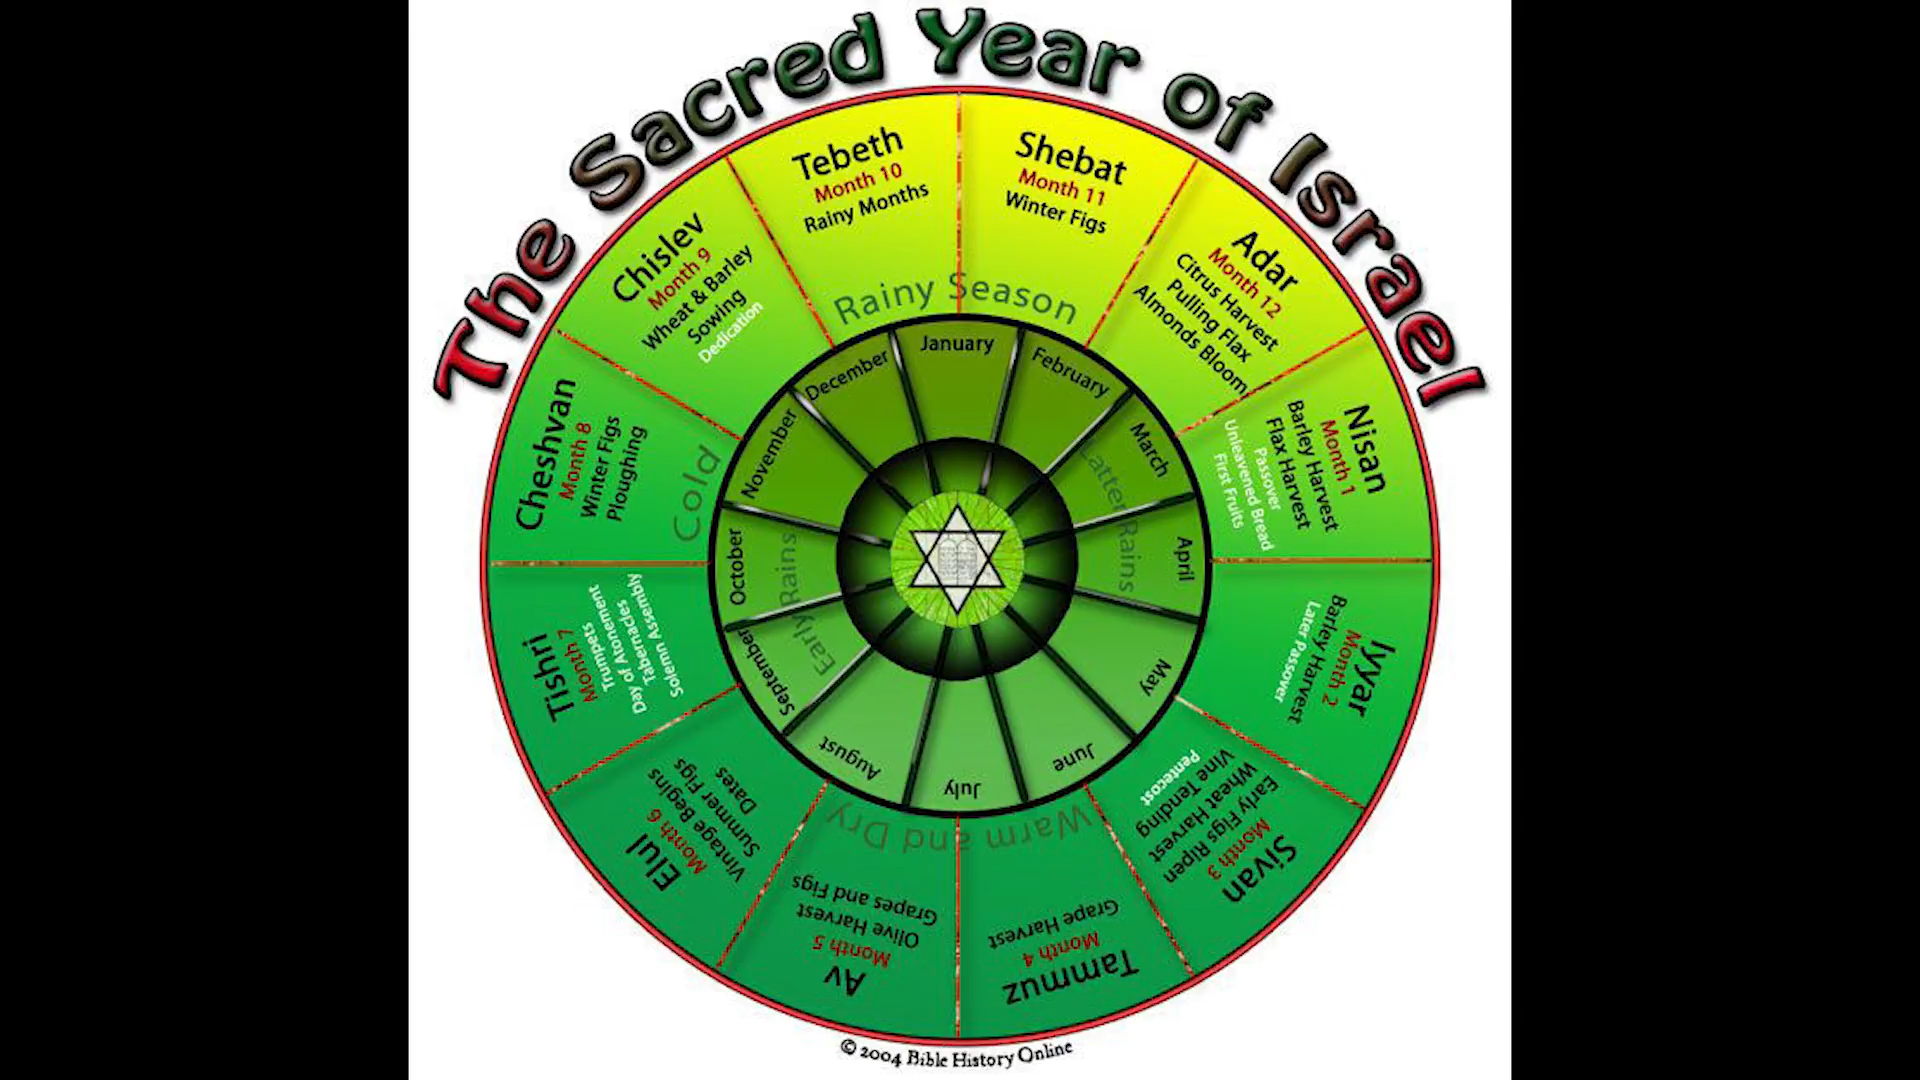 The Sacred Year of Israel
Tebeth
Month 10
Rainy Months
Shebat
Month 11
Winter Figs
Adar
Month 12
Citrus Harvest
Pulling Flax
Almonds Bloom
Nisan
Month 1
Barley Harvest
Flax Harvest
Passover
Unleavened Bread
First Fruits
Iyyar
Month 2
Barley Harvest
Later Passover
Sivan
Month 3
Early Figs Ripen
Wheat Harvest
Vine Tending
Pentecost
Tammuz
Month 4
Grape Harvest
Av
Month 5
Olive Harvest
Grapes and Figs
Elul
Month 6
Vintage Begins
Summer Figs
Dates
Tishri
Month 7
Trumpets
Day of Atonement
Tabernacles
Solemn Assembly
Cheshvan
Month 8
Winter Figs
Ploughing
Chislev
Month 9
Wheat & Barley
Sowing
Dedication
Rainy Season
Cold
Warm and Dry
January
February
March
April
May
June
July
August
September
October
November
December
Latter Rains
Early Rains
© 2004 Bible History Online